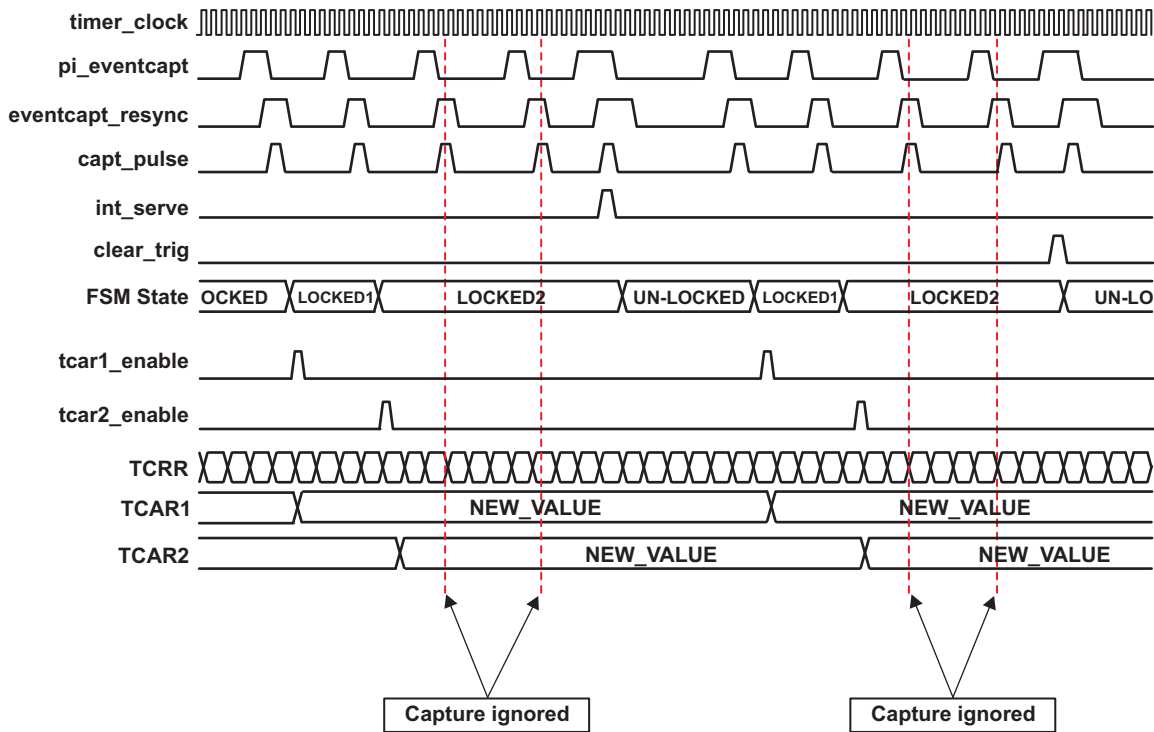 timer_clock
pi_eventcapt
eventcapt_resync
capt_pulse
int_serve
clear_trig
FSM State OCKED LOCKED1 LOCKED2 UN-LOCKED LOCKED1 LOCKED2 UN-LO
tcar1_enable
tcar2_enable
TCRR
TCAR1 NEW_VALUE NEW_VALUE
TCAR2 NEW_VALUE NEW_VALUE
Capture ignored Capture ignored